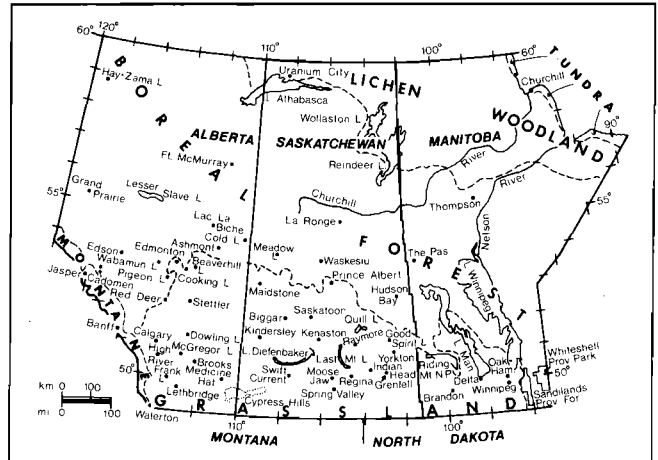 60°
120°
110°
100°
60°
TUNDRA
BOREAL
Hay-Zama L
Uranium City
LICHEN
Churchill
Athabasca
Wollaston L
WOODLAND
90°
ALBERTA
SASKATCHEWAN
MANITOBA
Ft. McMurray
Reindeer L
River
River
55°
Grand Prairie
Lesser Slave L
Churchill
Thompson
55°
Lac La Biche
La Ronge
Nelson
Cold L
FOREST
MONTANE
Edson
Edmonton
Ashmont
Meadow L
The Pas
Wabamun L
Beaverhill L
Waskesiu
Jasper
Cadomen
Pigeon L
Cooking L
Prince Albert
L Winnipeg
Red Deer
Stettler
Maidstone
Hudson Bay
Biggar
Saskatoon
Banff
Calgary
Dowling L
Kindersley
Kenaston
Quill L
Raymore
Good Spirit L
L Man
High River
McGregor L
L. Diefenbaker
Last Mt L
Yorkton
Riding Mt N P
Oak Ham.
Whiteshell Prov Park
50°
Frank
Brooks
Medicine Hat
Swift Current
Moose Jaw
Regina
Indian Head
Grenfell
Delta
50°
km 0 100 100
mi 0 100
Lethbridge
Spring Valley
Brandon
Winnipeg
Sandilands Prov For
Waterton
Cypress Hills
GRASSLAND
110°
100°
MONTANA
NORTH DAKOTA